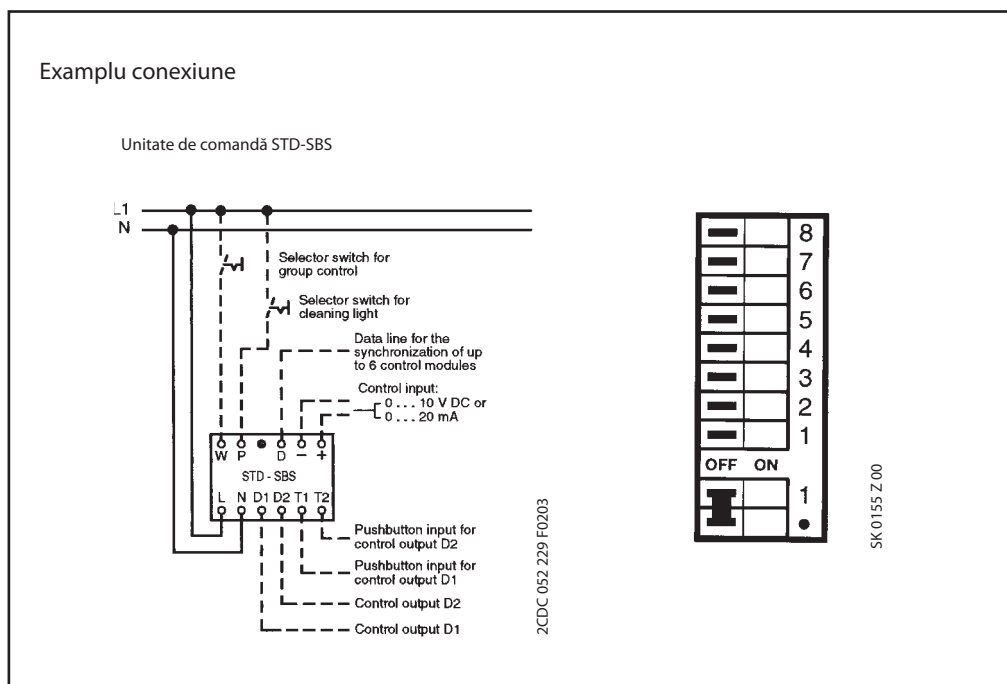 Examplu conexiune
Unitate de comandă STD-SBS
L1
N
Selector switch for
group control
Selector switch for
cleaning light
Data line for the
synchronization of up
to 6 control modules
Control input:
0 . . . 10 V DC or
0 . . . 20 mA
W P D − +
STD - SBS
L N D1 D2 T1 T2
Pushbutton input for
control output D2
Pushbutton input for
control output D1
Control output D2
Control output D1
2CDC 052 229 F0203
8
7
6
5
4
3
2
1
OFF ON
1
SK 0155 Z 00